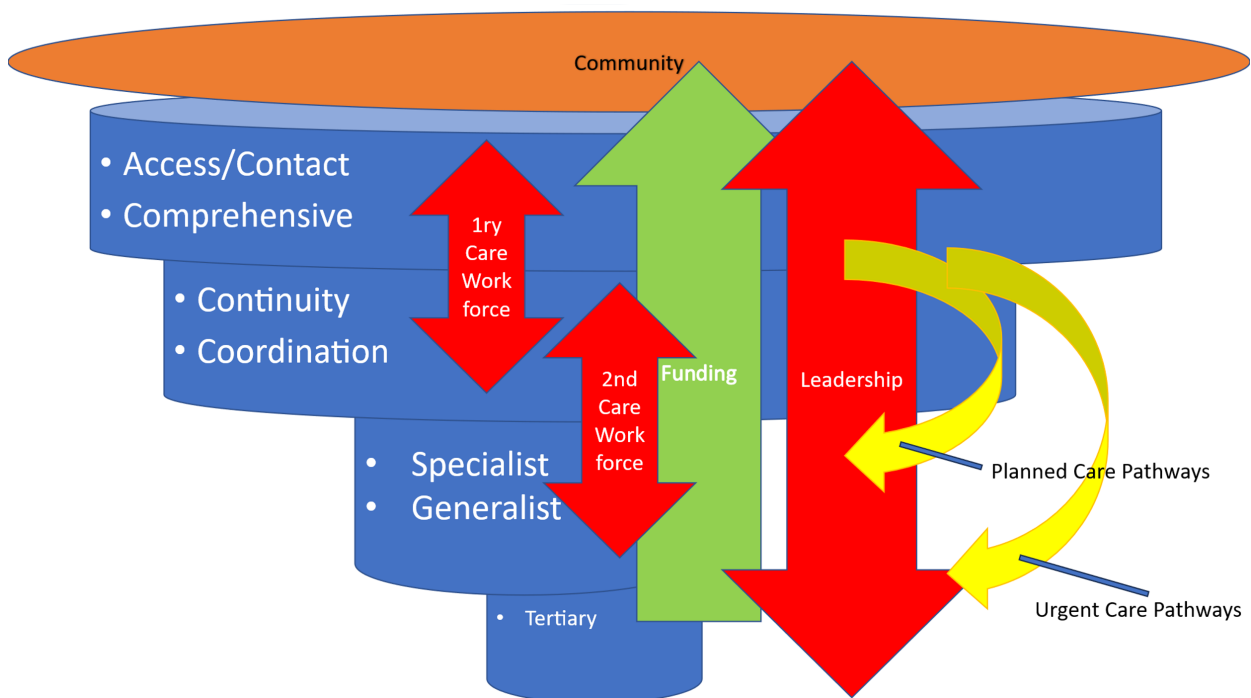 Community
• Access/Contact
• Comprehensive
1ry
Care
Work
force
• Continuity
• Coordination
2nd
Care
Work
force
Funding
Leadership
• Specialist
• Generalist
Planned Care Pathways
• Tertiary
Urgent Care Pathways